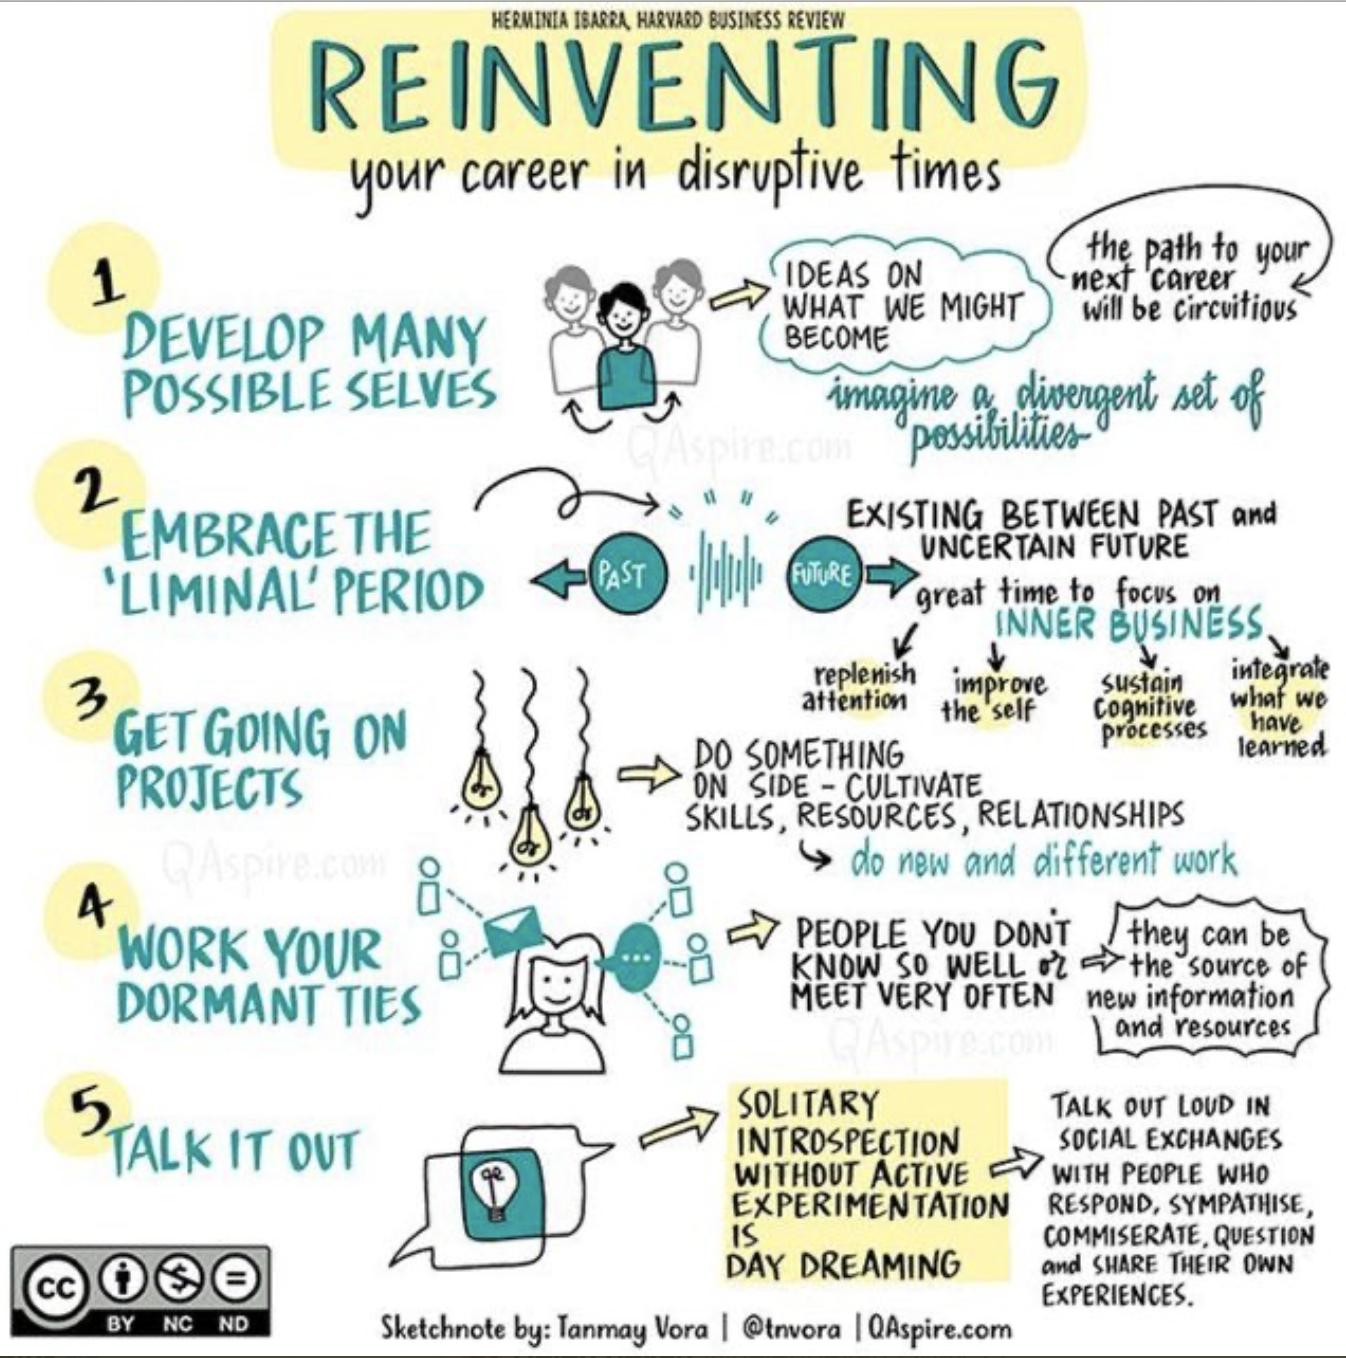 HERMINIA IBARRA, HARVARD BUSINESS REVIEW
REINVENTING
your career in disruptive times
1
DEVELOP MANY
POSSIBLE SELVES
IDEAS ON
WHAT WE MIGHT
BECOME
the path to your
next career
will be circuitious
imagine a divergent set of
possibilities
QAspire.com
2
EMBRACE THE
'LIMINAL' PERIOD
PAST
FUTURE
EXISTING BETWEEN PAST and
UNCERTAIN FUTURE
great time to focus on
INNER BUSINESS
replenish
attention
improve
the self
sustain
Cognitive
processes
integrate
what we
have
learned
3
GET GOING ON
PROJECTS
DO SOMETHING
ON SIDE - CULTIVATE
SKILLS, RESOURCES, RELATIONSHIPS
do new and different work
QAspire.com
4
WORK YOUR
DORMANT TIES
PEOPLE YOU DON'T
KNOW SO WELL or
MEET VERY OFTEN
they can be
the source of
new information
and resources
QAspire.com
5
TALK IT OUT
SOLITARY
INTROSPECTION
WITHOUT ACTIVE
EXPERIMENTATION
IS
DAY DREAMING
TALK OUT LOUD IN
SOCIAL EXCHANGES
WITH PEOPLE WHO
RESPOND, SYMPATHISE,
COMMISERATE, QUESTION
and SHARE THEIR OWN
EXPERIENCES.
cc
BY NC ND
Sketchnote by: Tanmay Vora | @tnvora | QAspire.com